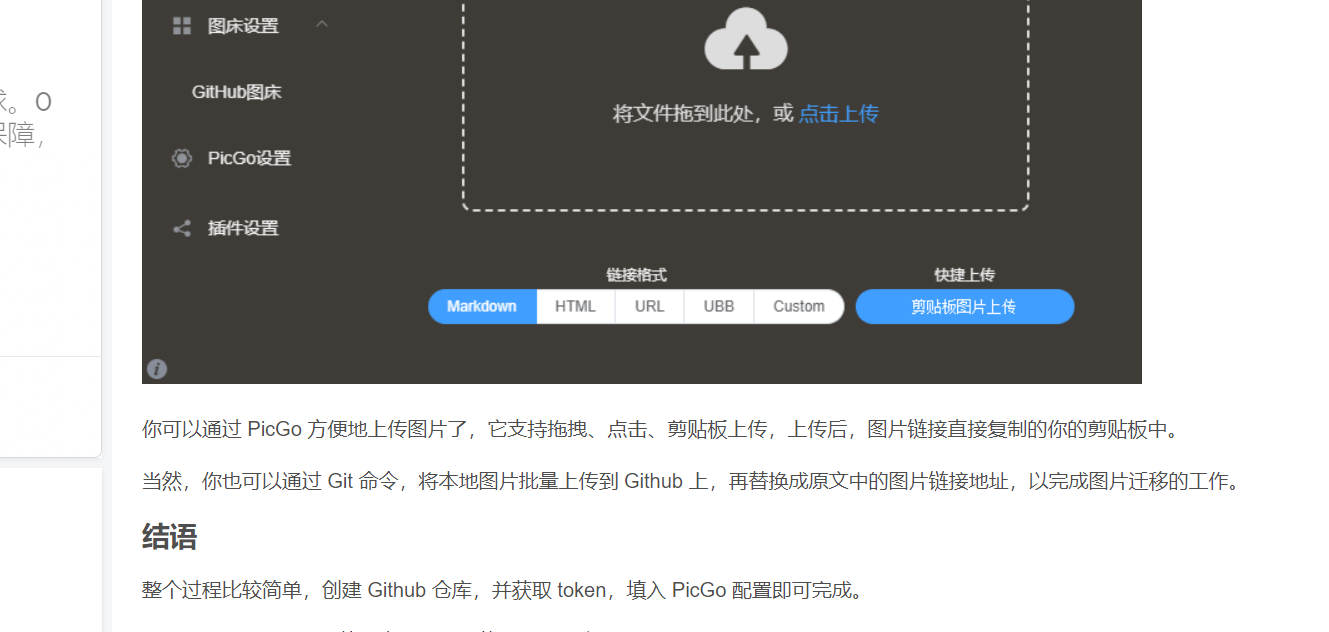 图床设置
GitHub图床
PicGo设置
插件设置
将文件拖到此处，或 点击上传
链接格式
快捷上传
Markdown HTML URL UBB Custom
剪贴板图片上传
。O
保障，
你可以通过 PicGo 方便地上传图片了，它支持拖拽、点击、剪贴板上传，上传后，图片链接直接复制的你的剪贴板中。
当然，你也可以通过 Git 命令，将本地图片批量上传到 Github 上，再替换成原文中的图片链接地址，以完成图片迁移的工作。
结语
整个过程比较简单，创建 Github 仓库，并获取 token，填入 PicGo 配置即可完成。